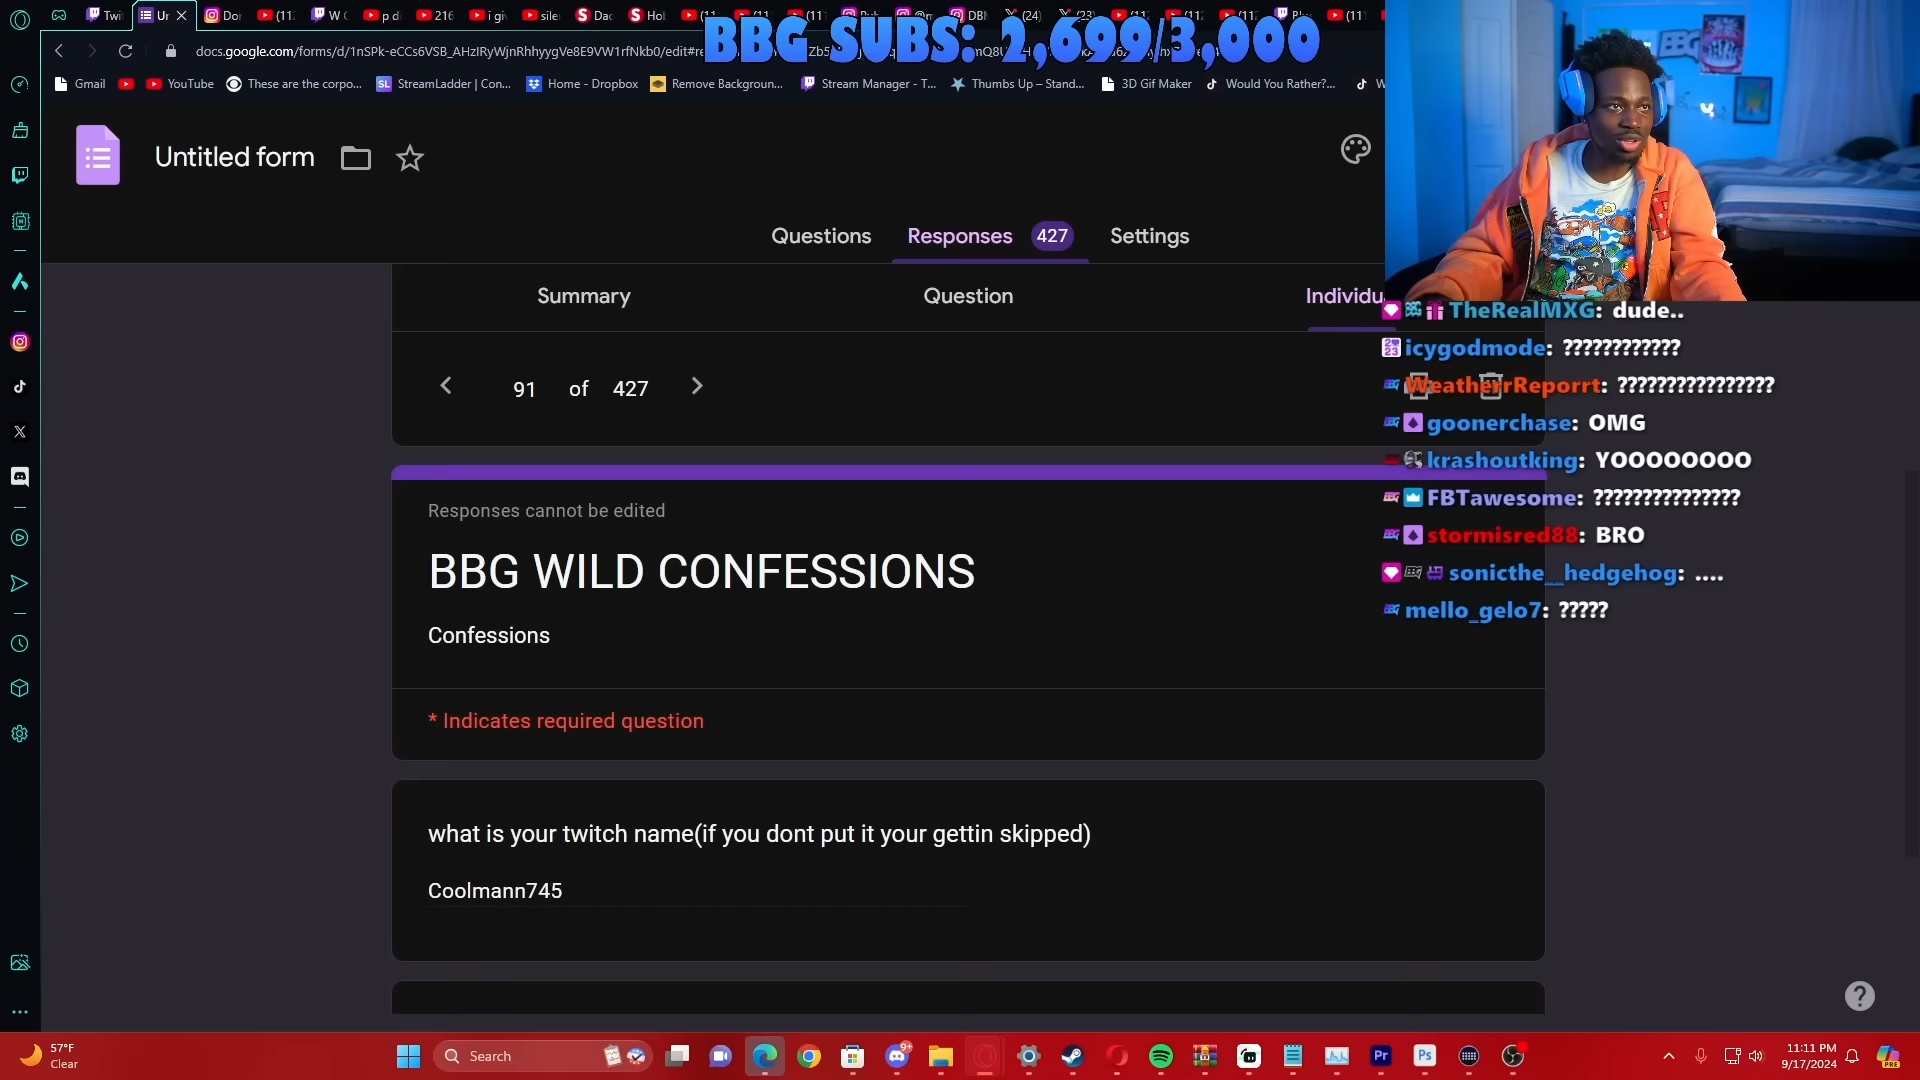 BBG SUBS: 2,699/3,000
docs.google.com/forms/d/1nSPk-eCCs6VSB_AHzIRyWjnRhhyygVe8E9VW1rfNkb0/edit#re
Gmail
YouTube
These are the corpo...
StreamLadder | Con...
Home - Dropbox
Remove Backgroun...
Stream Manager - T...
Thumbs Up – Stand...
3D Gif Maker
Would You Rather?...
Untitled form
Questions
Responses 427
Settings
Summary
Question
Individu
91 of 427
TheRealMXG: dude..
icygodmode: ????????????
WeatherrReporrt: ????????????????
goonerchase: OMG
krashoutking: YOOOOOOOO
FBTawesome: ???????????????
stormisred88: BRO
sonicthe__hedgehog: ....
mello_gelo7: ?????
Responses cannot be edited
BBG WILD CONFESSIONS
Confessions
* Indicates required question
what is your twitch name(if you dont put it your gettin skipped)
Coolmann745
57°F
Clear
Search
11:11 PM
9/17/2024